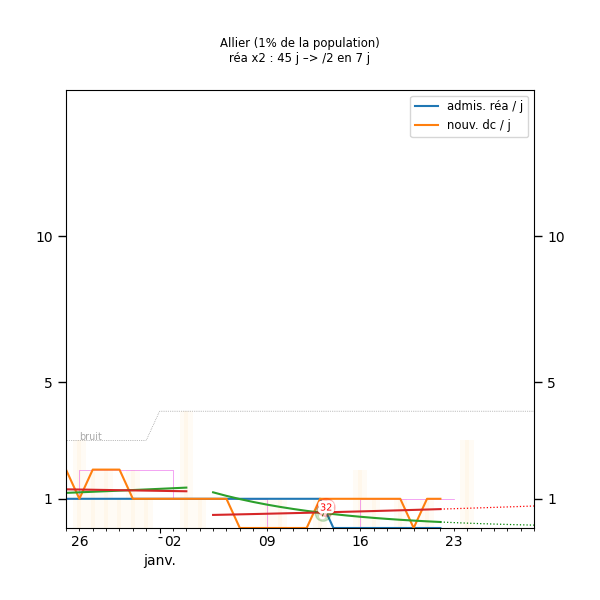 Allier (1% de la population)
réa x2 : 45 j –> /2 en 7 j
admis. réa / j
nouv. dc / j
10
10
5
5
bruit
32
1
1
26
02
09
16
23
janv.